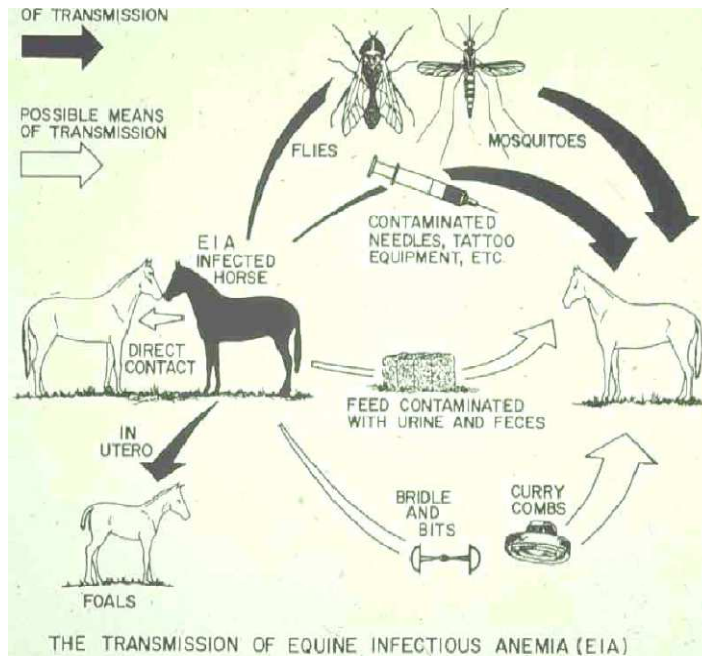 OF TRANSMISSION
POSSIBLE MEANS
OF TRANSMISSION
FLIES
MOSQUITOES
CONTAMINATED
NEEDLES, TATTOO
EQUIPMENT, ETC.
EIA
INFECTED
HORSE
DIRECT
CONTACT
FEED CONTAMINATED
WITH URINE AND FECES
IN
UTERO
BRIDLE
AND
BITS
CURRY
COMBS
FOALS
THE TRANSMISSION OF EQUINE INFECTIOUS ANEMIA (EIA)